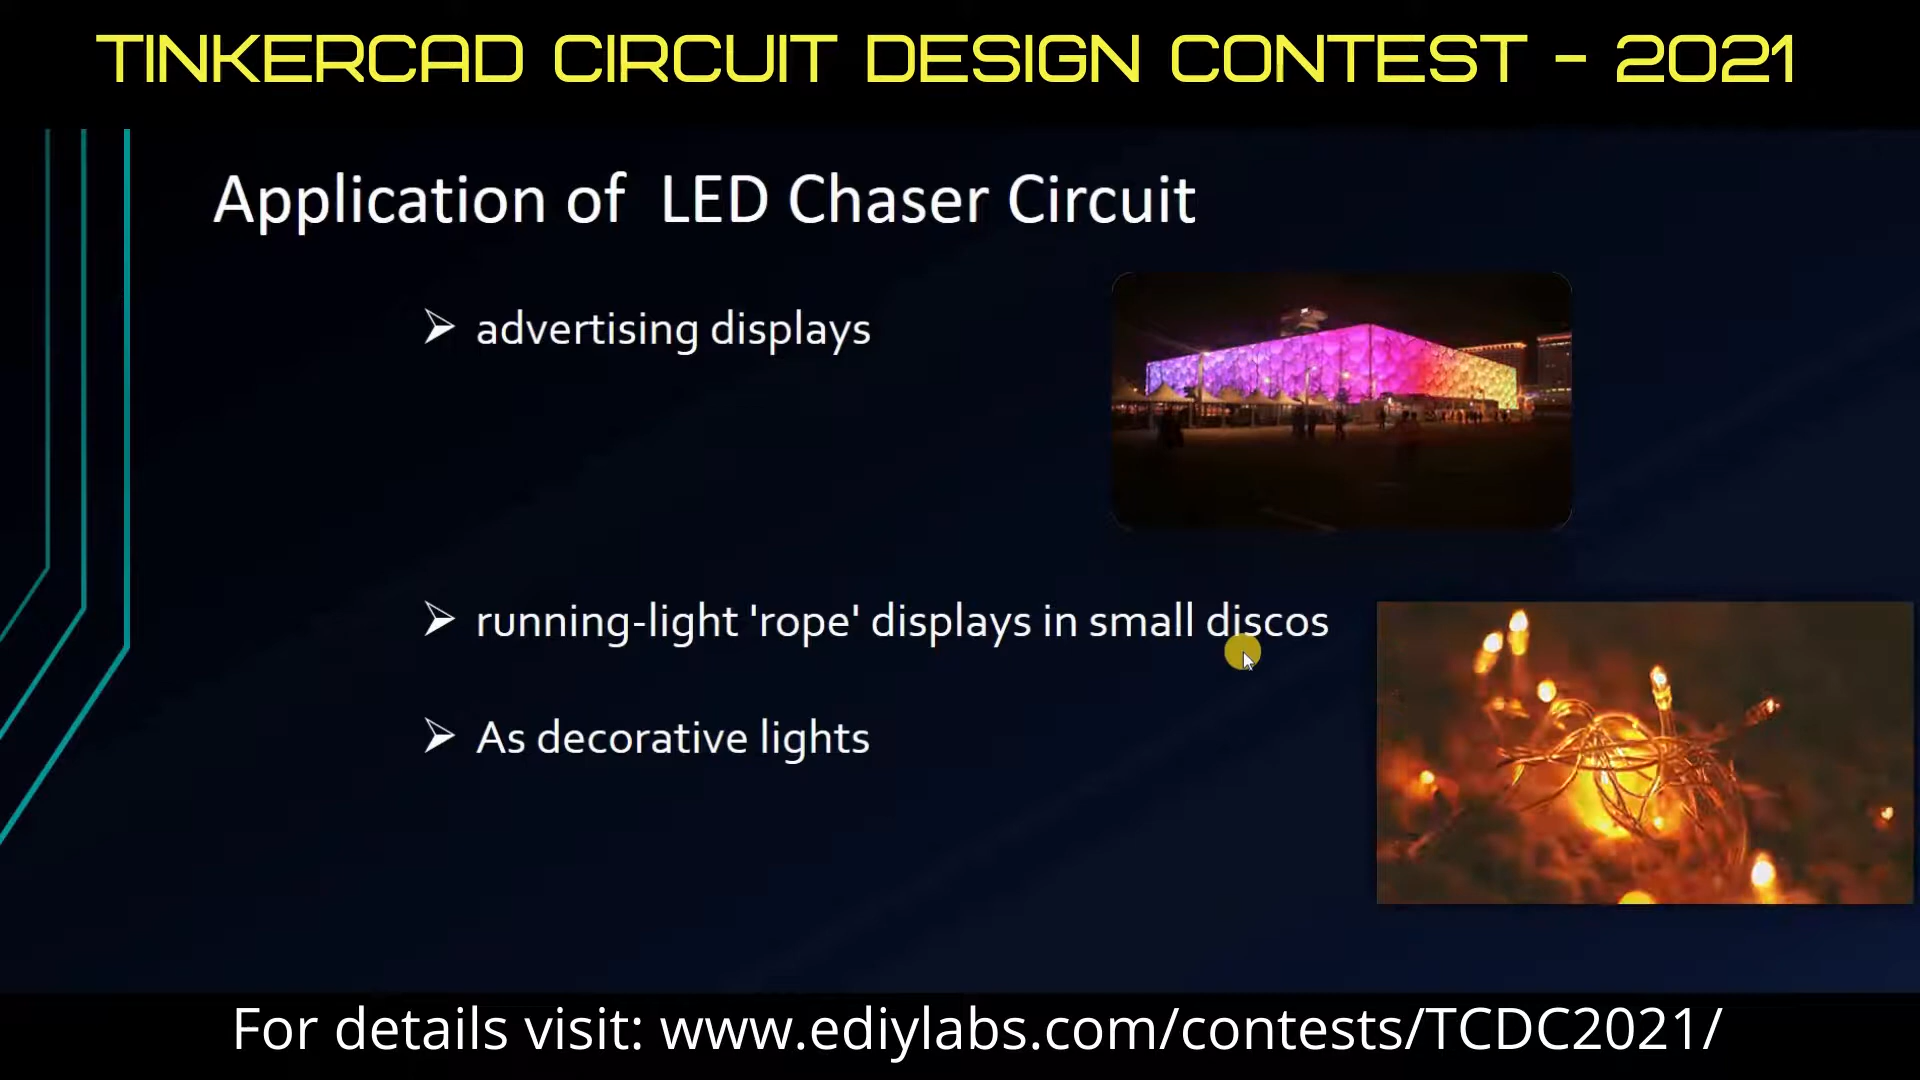 TINKERCAD CIRCUIT DESIGN CONTEST - 2021
Application of LED Chaser Circuit
advertising displays
running-light 'rope' displays in small discos
As decorative lights
For details visit: www.ediylabs.com/contests/TCDC2021/